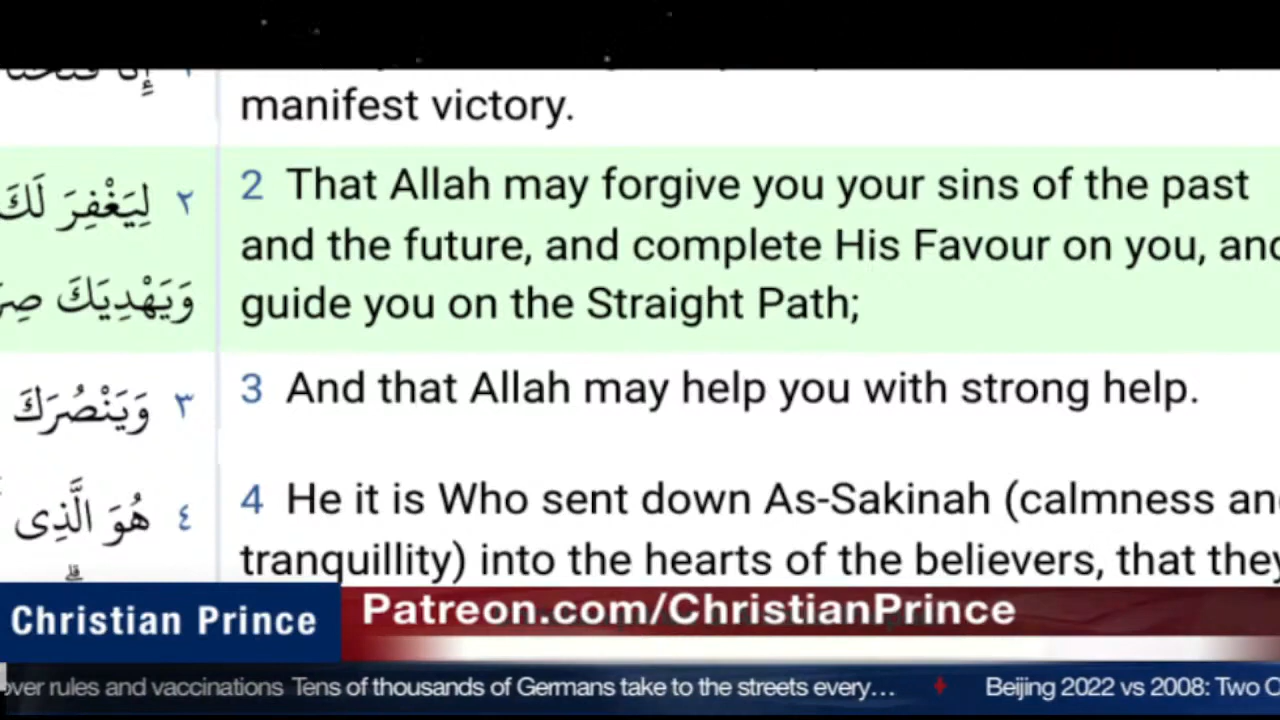 manifest victory.
٢ لِيَغْفِرَ لَكَ
2 That Allah may forgive you your sins of the past
and the future, and complete His Favour on you, and
وَيَهْدِيَكَ
guide you on the Straight Path;
٣ وَيَنْصُرَكَ
3 And that Allah may help you with strong help.
٤ هُوَ الَّذِى
4 He it is Who sent down As-Sakinah (calmness and
tranquillity) into the hearts of the believers, that they
Christian Prince
Patreon.com/ChristianPrince
over rules and vaccinations Tens of thousands of Germans take to the streets every... Beijing 2022 vs 2008: Two